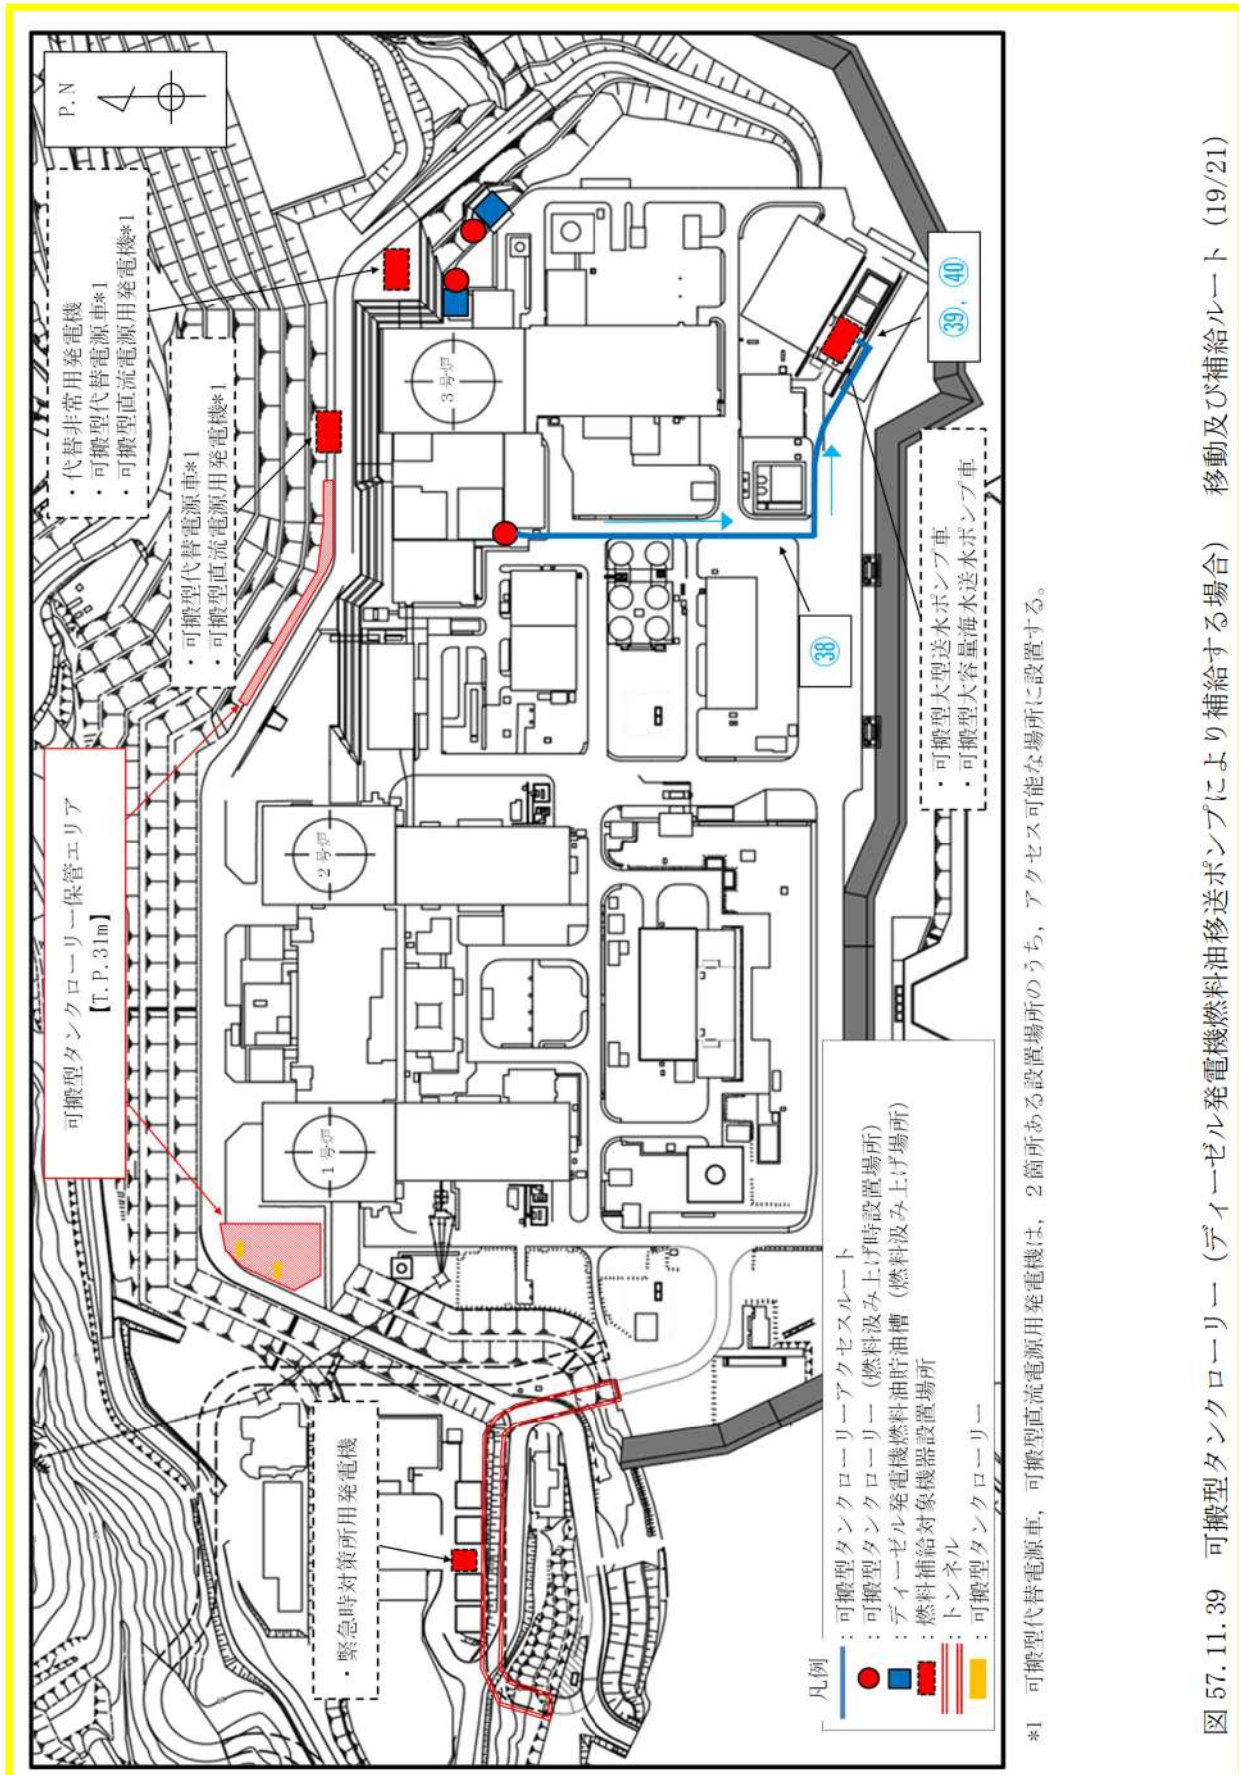 P.N
・代替非常用発電機
・可搬型代替電源車*1
・可搬型直流電源用発電機*1
・可搬型代替電源車*1
・可搬型直流電源用発電機*1
可搬型タンクローリー保管エリア
【T.P.31m】
・緊急時対策所用発電機
3号炉
2号炉
1号炉
㊳
㊴，㊵
・可搬型大型送水ポンプ車
・可搬型大容量海水送水ポンプ車
凡例
：可搬型タンクローリーアクセスルート
：可搬型タンクローリー（燃料汲み上げ時設置場所）
：ディーゼル発電機燃料油貯油槽（燃料汲み上げ場所）
：燃料補給対象機器設置場所
：トンネル
：可搬型タンクローリー
*1　可搬型代替電源車，可搬型直流電源用発電機は，2箇所ある設置場所のうち，アクセス可能な場所に設置する。
図 57.11.39　可搬型タンクローリー（ディーゼル発電機燃料油移送ポンプにより補給する場合）　移動及び補給ルート（19/21）